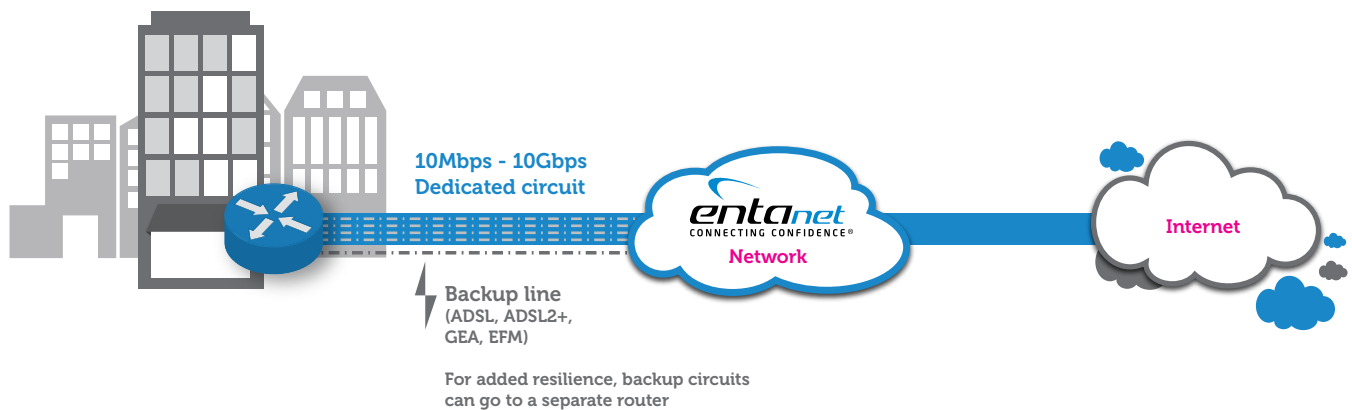 10Mbps - 10Gbps
Dedicated circuit
entanet
CONNECTING CONFIDENCE®
Network
Internet
Backup line
(ADSL, ADSL2+,
GEA, EFM)
For added resilience, backup circuits
can go to a separate router